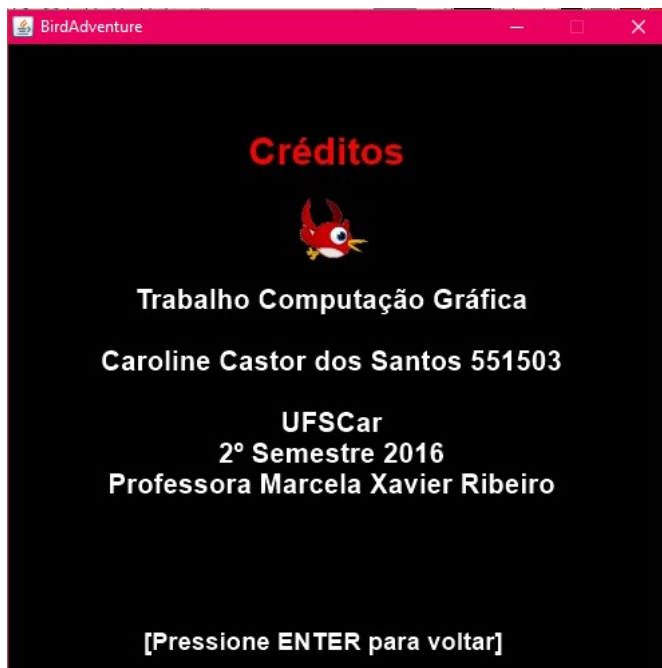 BirdAdventure
Créditos
Trabalho Computação Gráfica
Caroline Castor dos Santos 551503
UFSCar
2º Semestre 2016
Professora Marcela Xavier Ribeiro
[Pressione ENTER para voltar]